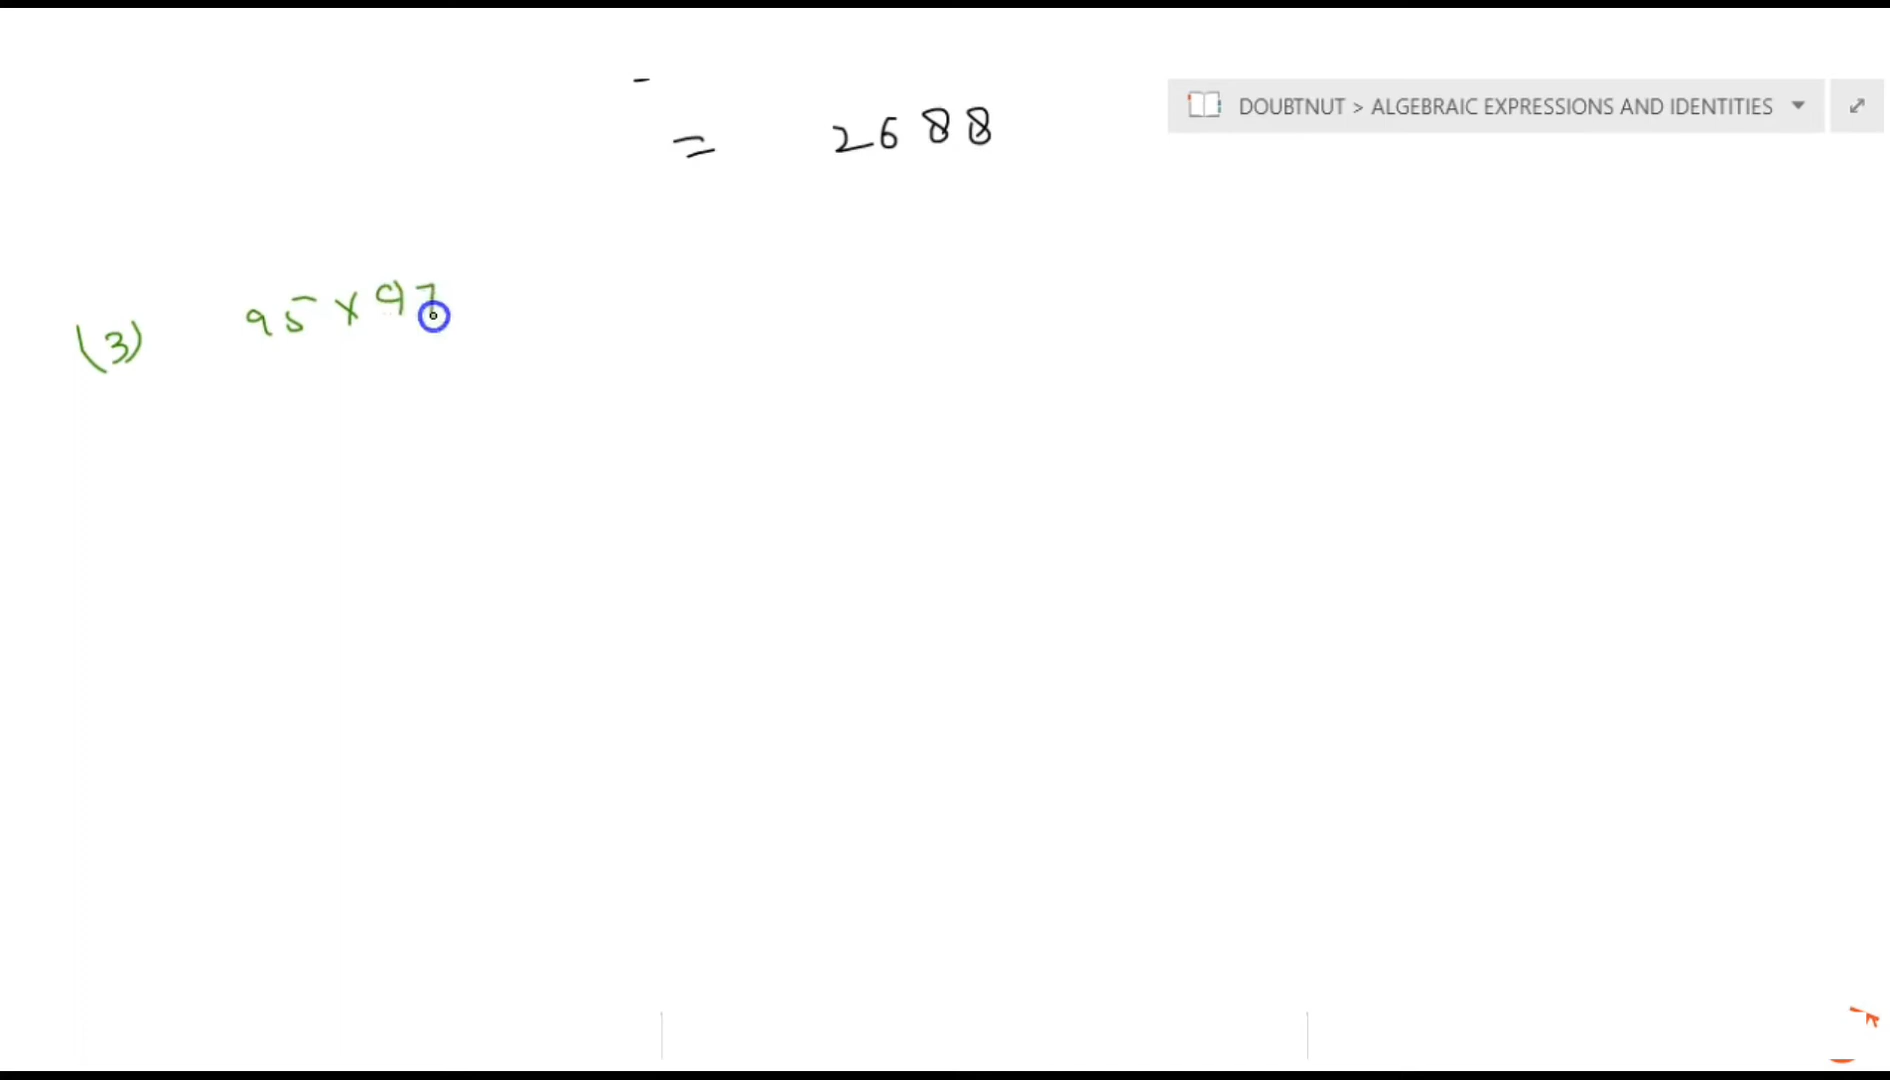 = 2688
DOUBTNUT > ALGEBRAIC EXPRESSIONS AND IDENTITIES
(3) 95 x 97